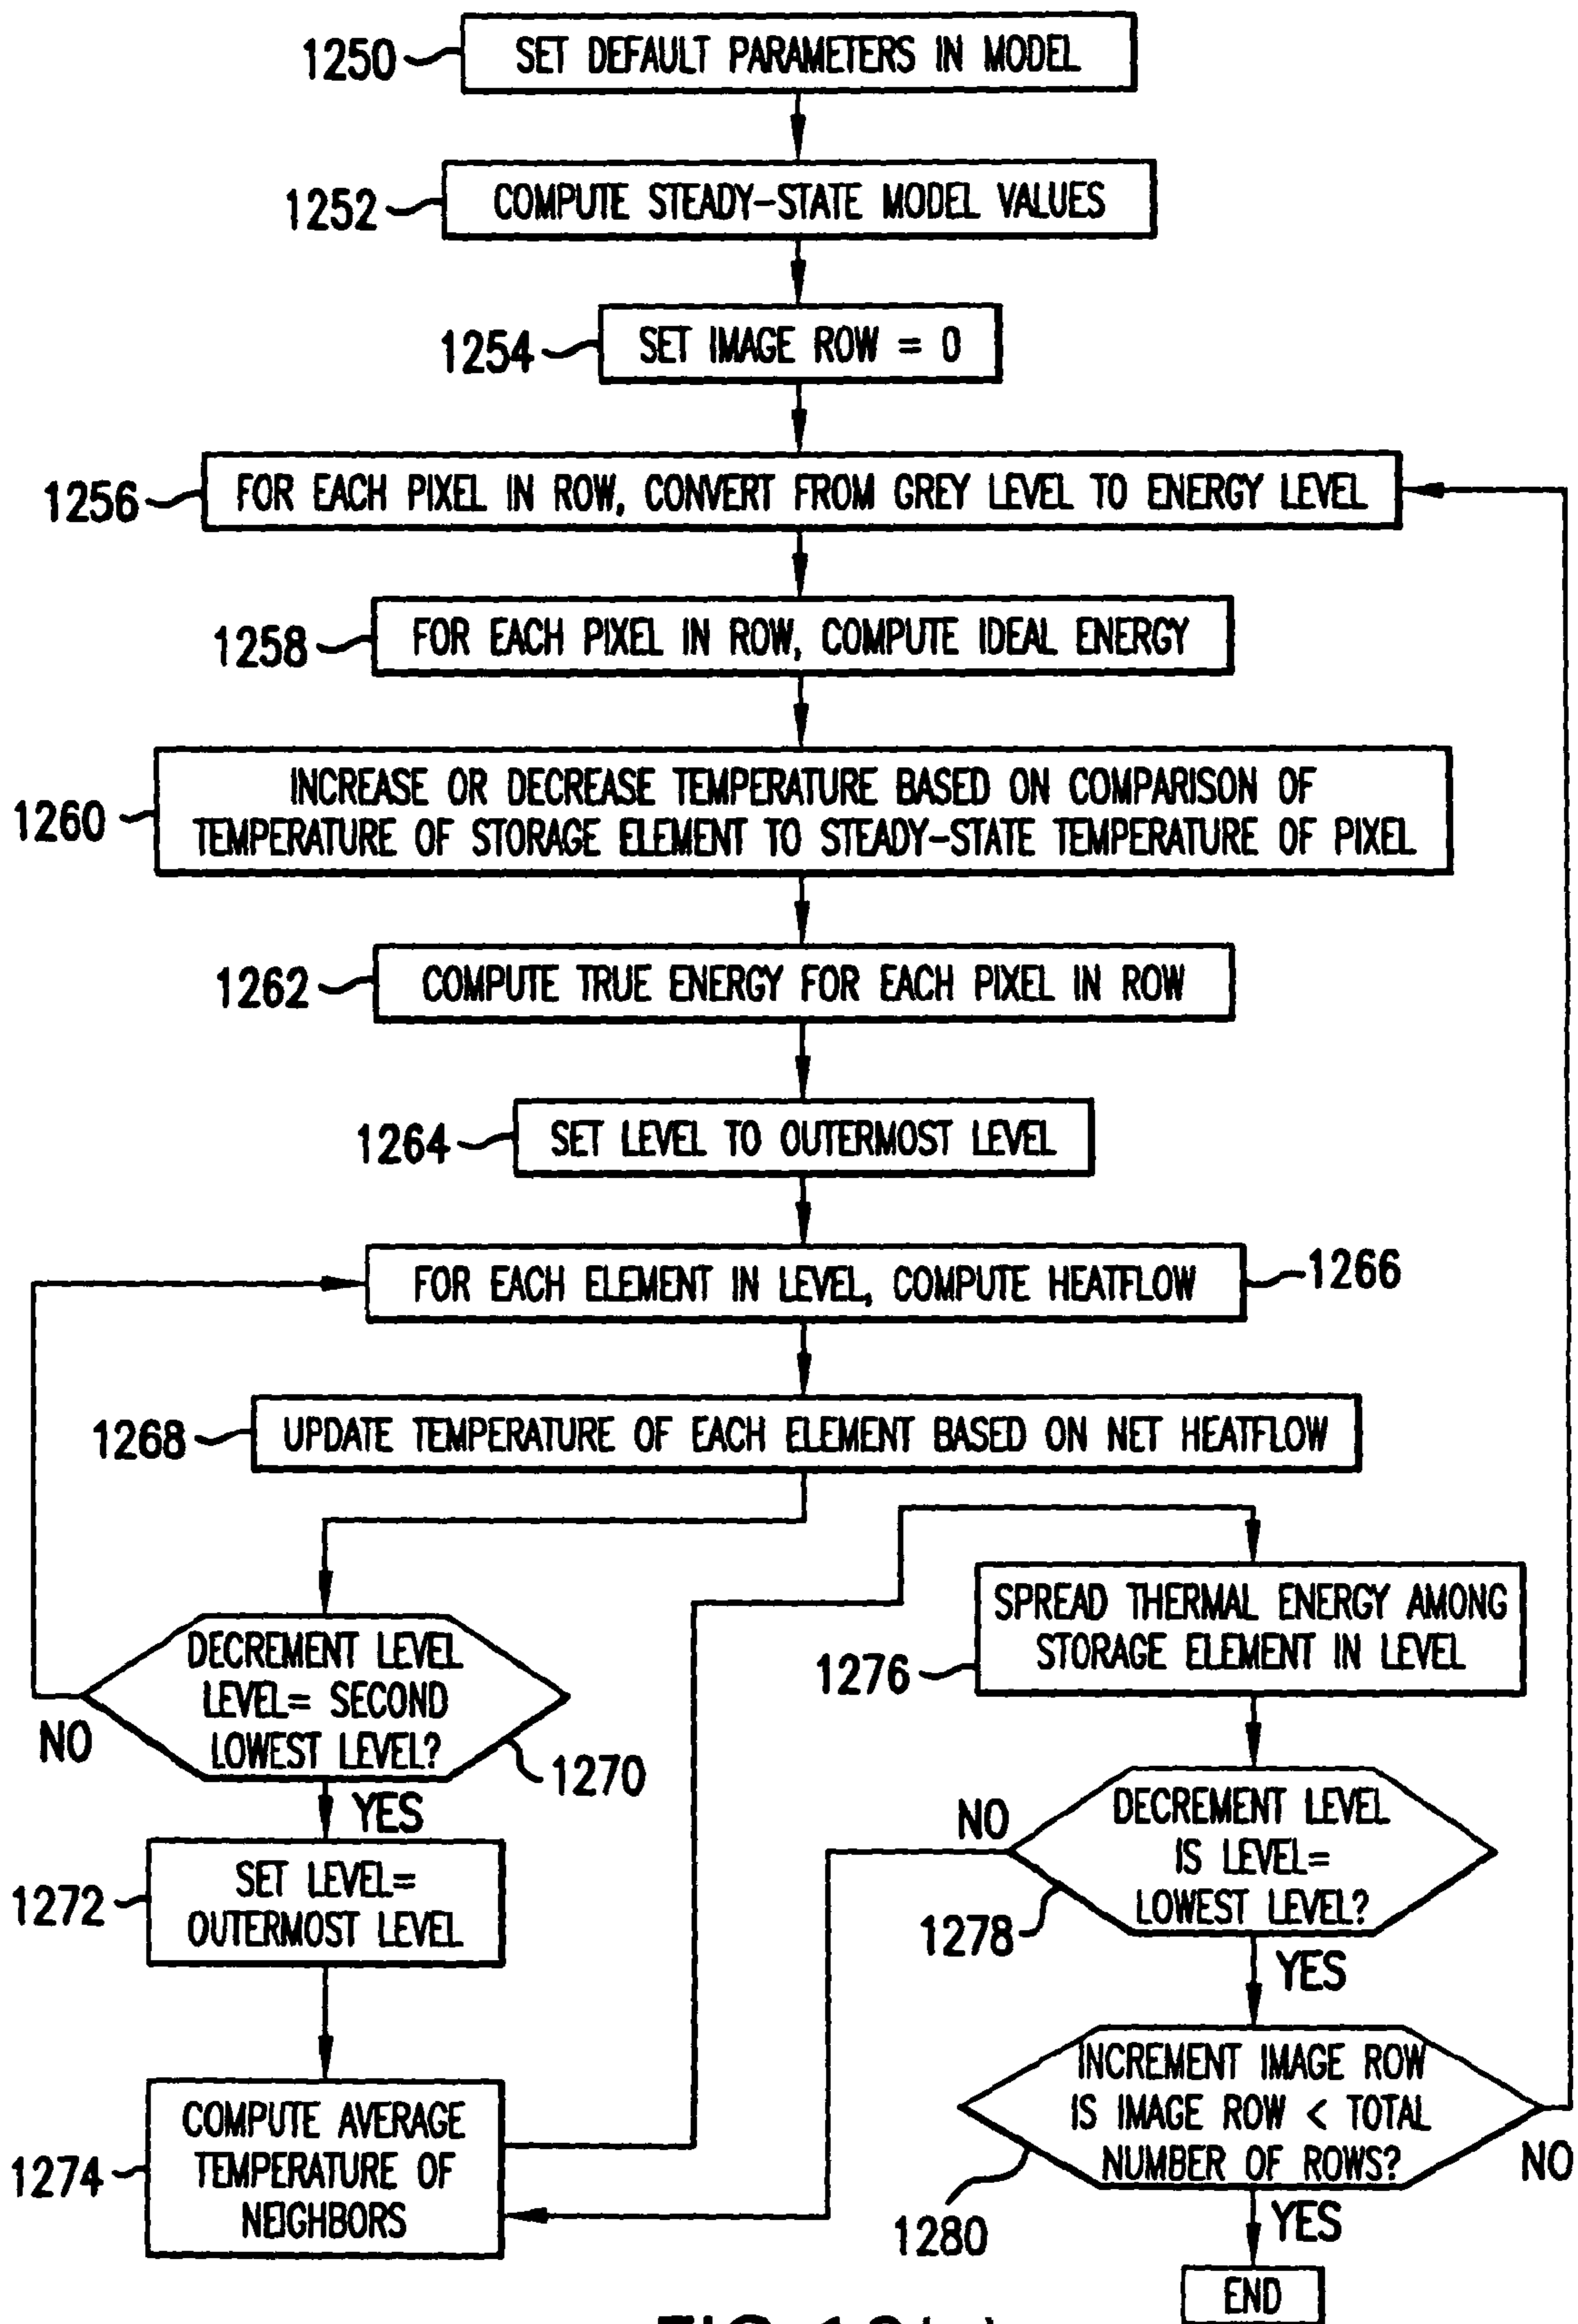 1250
SET DEFAULT PARAMETERS IN MODEL
1252
COMPUTE STEADY-STATE MODEL VALUES
1254
SET IMAGE ROW = 0
1256
FOR EACH PIXEL IN ROW, CONVERT FROM GREY LEVEL TO ENERGY LEVEL
1258
FOR EACH PIXEL IN ROW, COMPUTE IDEAL ENERGY
1260
INCREASE OR DECREASE TEMPERATURE BASED ON COMPARISON OF
TEMPERATURE OF STORAGE ELEMENT TO STEADY-STATE TEMPERATURE OF PIXEL
1262
COMPUTE TRUE ENERGY FOR EACH PIXEL IN ROW
1264
SET LEVEL TO OUTERMOST LEVEL
FOR EACH ELEMENT IN LEVEL, COMPUTE HEATFLOW
1266
1268
UPDATE TEMPERATURE OF EACH ELEMENT BASED ON NET HEATFLOW
DECREMENT LEVEL
LEVEL= SECOND
LOWEST LEVEL?
NO
1270
YES
1272
SET LEVEL=
OUTERMOST LEVEL
1274
COMPUTE AVERAGE
TEMPERATURE OF
NEIGHBORS
SPREAD THERMAL ENERGY AMONG
STORAGE ELEMENT IN LEVEL
1276
NO
DECREMENT LEVEL
IS LEVEL=
LOWEST LEVEL?
1278
YES
INCREMENT IMAGE ROW
IS IMAGE ROW < TOTAL
NUMBER OF ROWS?
NO
1280
YES
END